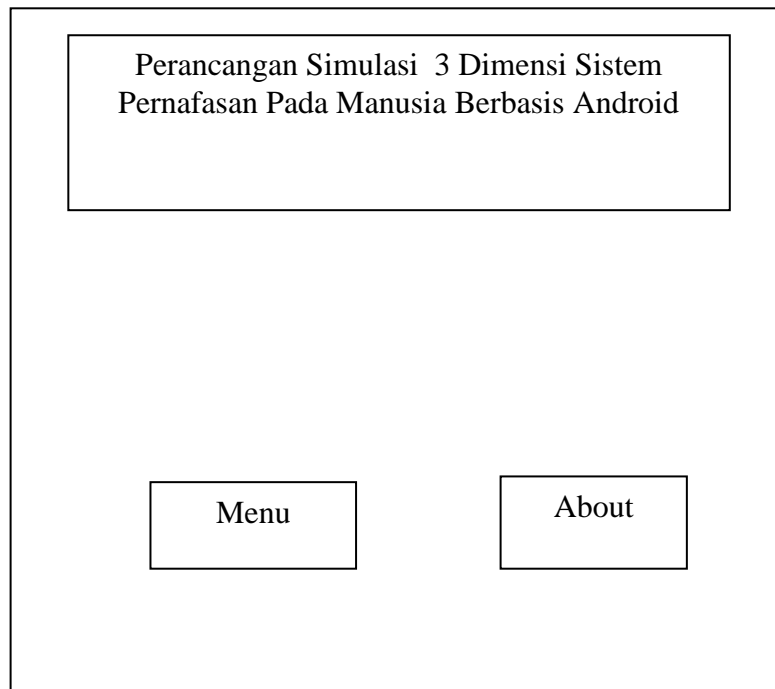 Perancangan Simulasi  3 Dimensi Sistem
Pernafasan Pada Manusia Berbasis Android
Menu
About